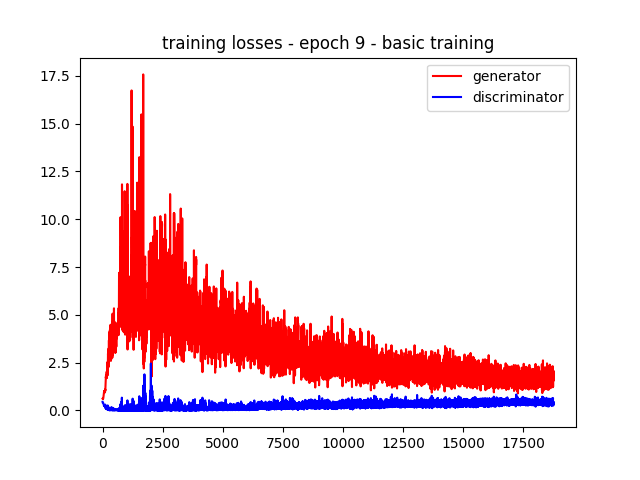 training losses - epoch 9 - basic training
generator
discriminator
17.5
15.0
12.5
10.0
7.5
5.0
2.5
0.0
0 2500 5000 7500 10000 12500 15000 17500